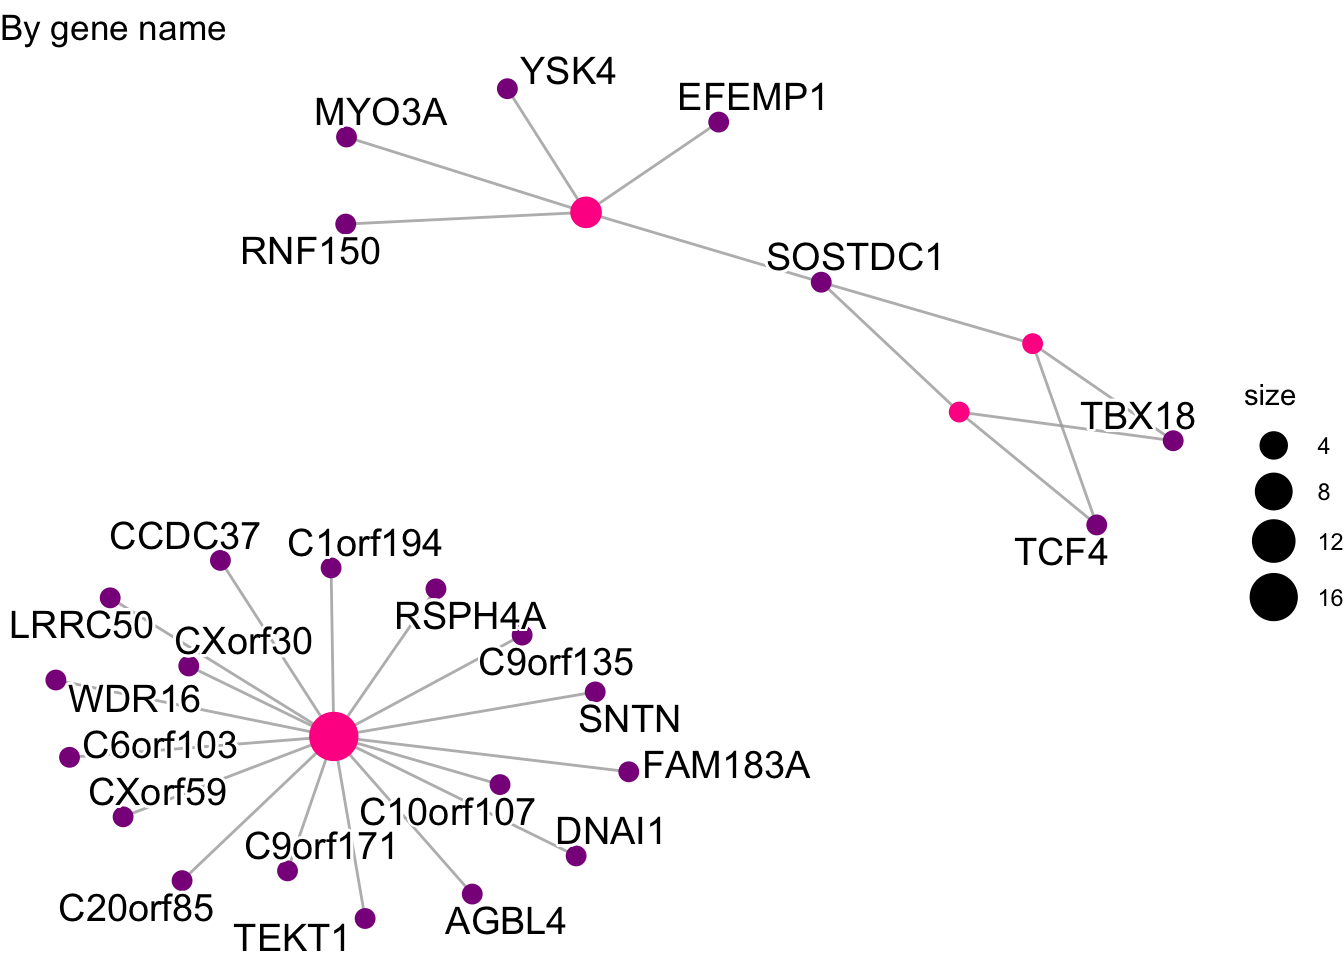 By gene name
YSK4
EFEMP1
MYO3A
RNF150
SOSTDC1
size
TBX18
4
8
12
16
TCF4
CCDC37
C1orf194
RSPH4A
LRRC50
CXorf30
C9orf135
WDR16
SNTN
C6orf103
FAM183A
CXorf59
C10orf107
DNAI1
C9orf171
C20orf85
AGBL4
TEKT1